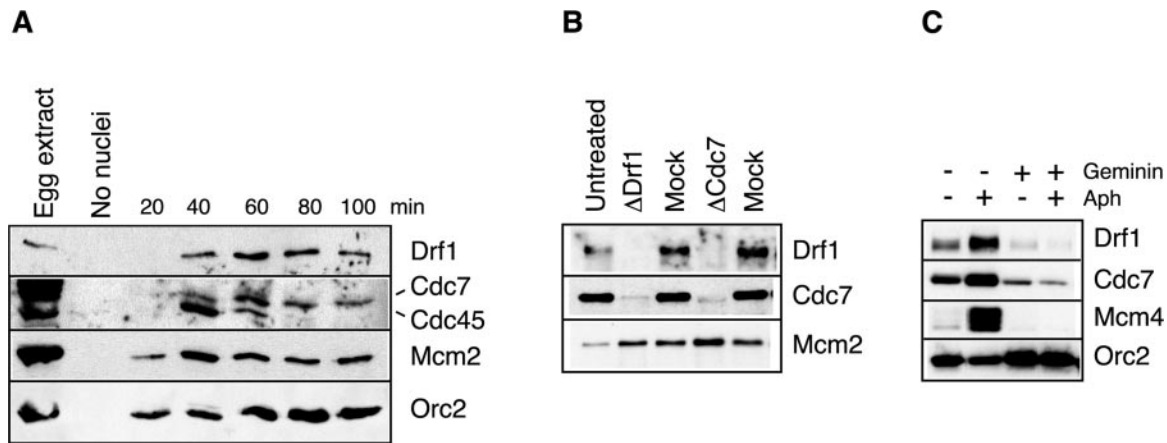 A
Egg extract
No nuclei
20 40 60 80 100 min
Drf1
Cdc7
Cdc45
Mcm2
Orc2
B
Untreated
ΔDrf1
Mock
ΔCdc7
Mock
Drf1
Cdc7
Mcm2
C
- - + + Geminin
- + - + Aph
Drf1
Cdc7
Mcm4
Orc2